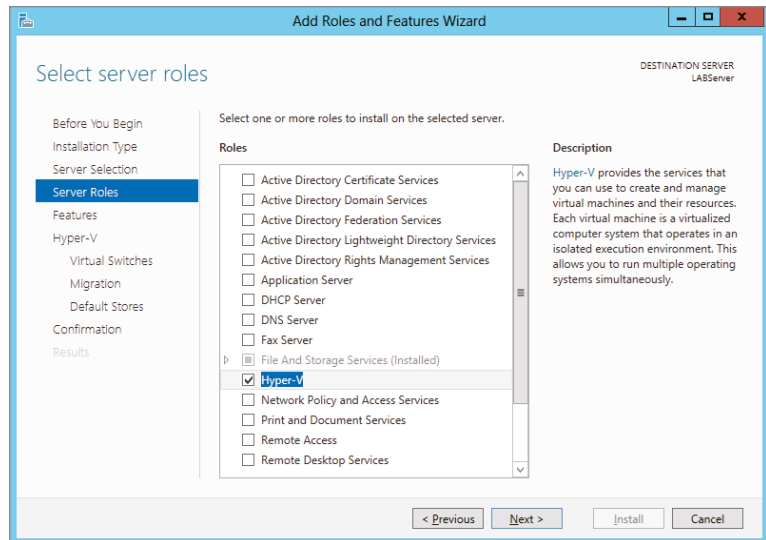 Add Roles and Features Wizard
Select server roles
DESTINATION SERVER
LABServer
Before You Begin
Installation Type
Server Selection
Server Roles
Features
Hyper-V
Virtual Switches
Migration
Default Stores
Confirmation
Results
Select one or more roles to install on the selected server.
Roles
Active Directory Certificate Services
Active Directory Domain Services
Active Directory Federation Services
Active Directory Lightweight Directory Services
Active Directory Rights Management Services
Application Server
DHCP Server
DNS Server
Fax Server
File And Storage Services (Installed)
Hyper-V
Network Policy and Access Services
Print and Document Services
Remote Access
Remote Desktop Services
Description
Hyper-V provides the services that
you can use to create and manage
virtual machines and their resources.
Each virtual machine is a virtualized
computer system that operates in an
isolated execution environment. This
allows you to run multiple operating
systems simultaneously.
< Previous
Next >
Install
Cancel